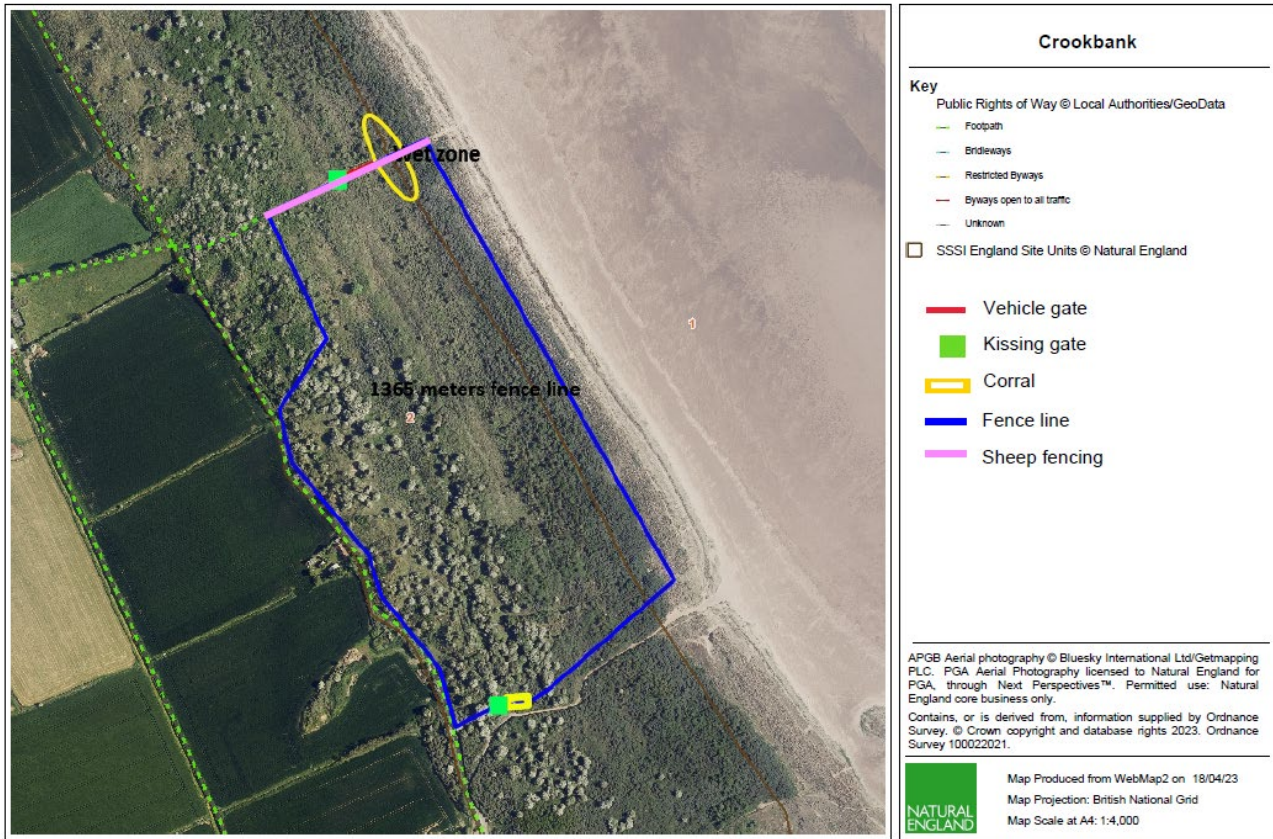 Wet zone
1
1365 meters fence line
2
Crookbank
Key
Public Rights of Way © Local Authorities/GeoData
Footpath
Bridleways
Restricted Byways
Byways open to all traffic
Unknown
SSSI England Site Units © Natural England
Vehicle gate
Kissing gate
Corral
Fence line
Sheep fencing
APGB Aerial photography © Bluesky International Ltd/Getmapping
PLC. PGA Aerial Photography licensed to Natural England for
PGA, through Next Perspectives™. Permitted use: Natural
England core business only.
Contains, or is derived from, information supplied by Ordnance
Survey. © Crown copyright and database rights 2023. Ordnance
Survey 100022021.
NATURAL
ENGLAND
Map Produced from WebMap2 on 18/04/23
Map Projection: British National Grid
Map Scale at A4: 1:4,000